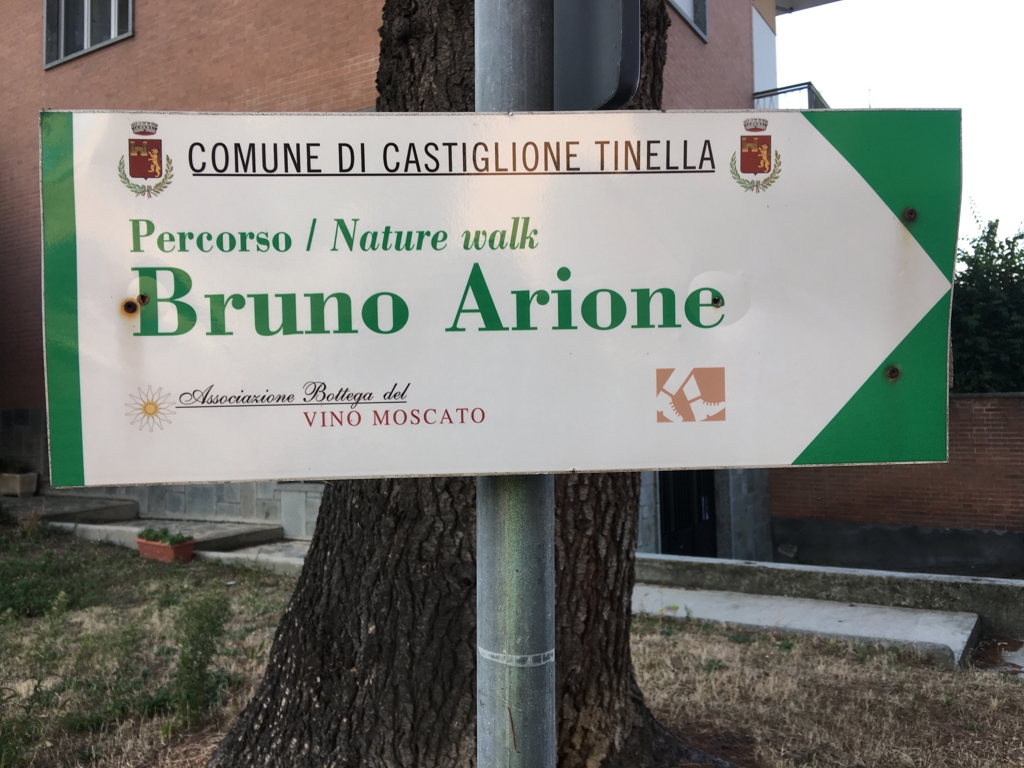 COMUNE DI CASTIGLIONE TINELLA
Percorso / Nature walk
Bruno Arione
Associazione Bottega del
VINO MOSCATO